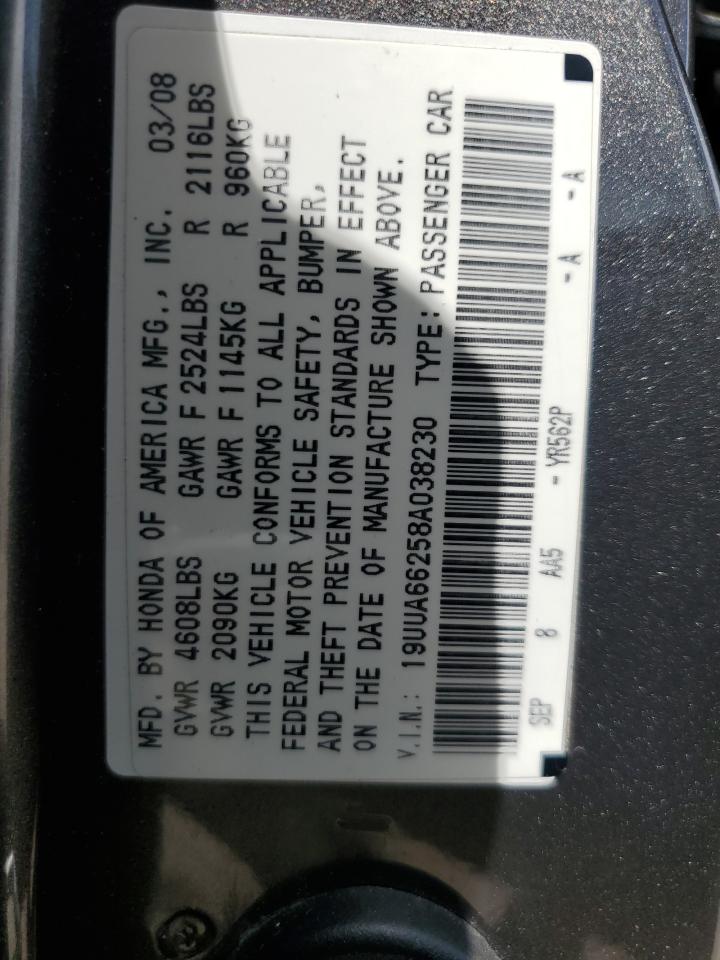 MFD. BY HONDA OF AMERICA MFG., INC. 03/08
GVWR 4608LBS GAWR F 2524LBS R 2116LBS
GVWR 2090KG GAWR F 1145KG R 960KG
THIS VEHICLE CONFORMS TO ALL APPLICABLE
FEDERAL MOTOR VEHICLE SAFETY, BUMPER,
AND THEFT PREVENTION STANDARDS IN EFFECT
ON THE DATE OF MANUFACTURE SHOWN ABOVE.
V.I.N.: 19UUA66258A038230 TYPE: PASSENGER CAR
SEP 8 AA5 - YR562P -A -A